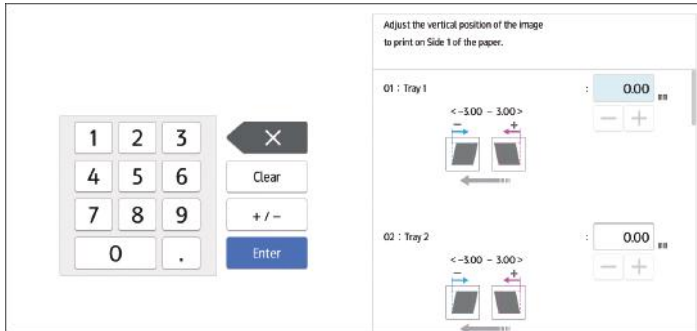 Adjust the vertical position of the image
to print on Side 1 of the paper.
01 : Tray 1
: 0.00 mm
<-3.00 - 3.00>
- +
- +
1 2 3
4 5 6
7 8 9
0 .
Clear
+ / -
Enter
02 : Tray 2
: 0.00 mm
<-3.00 - 3.00>
- +
- +